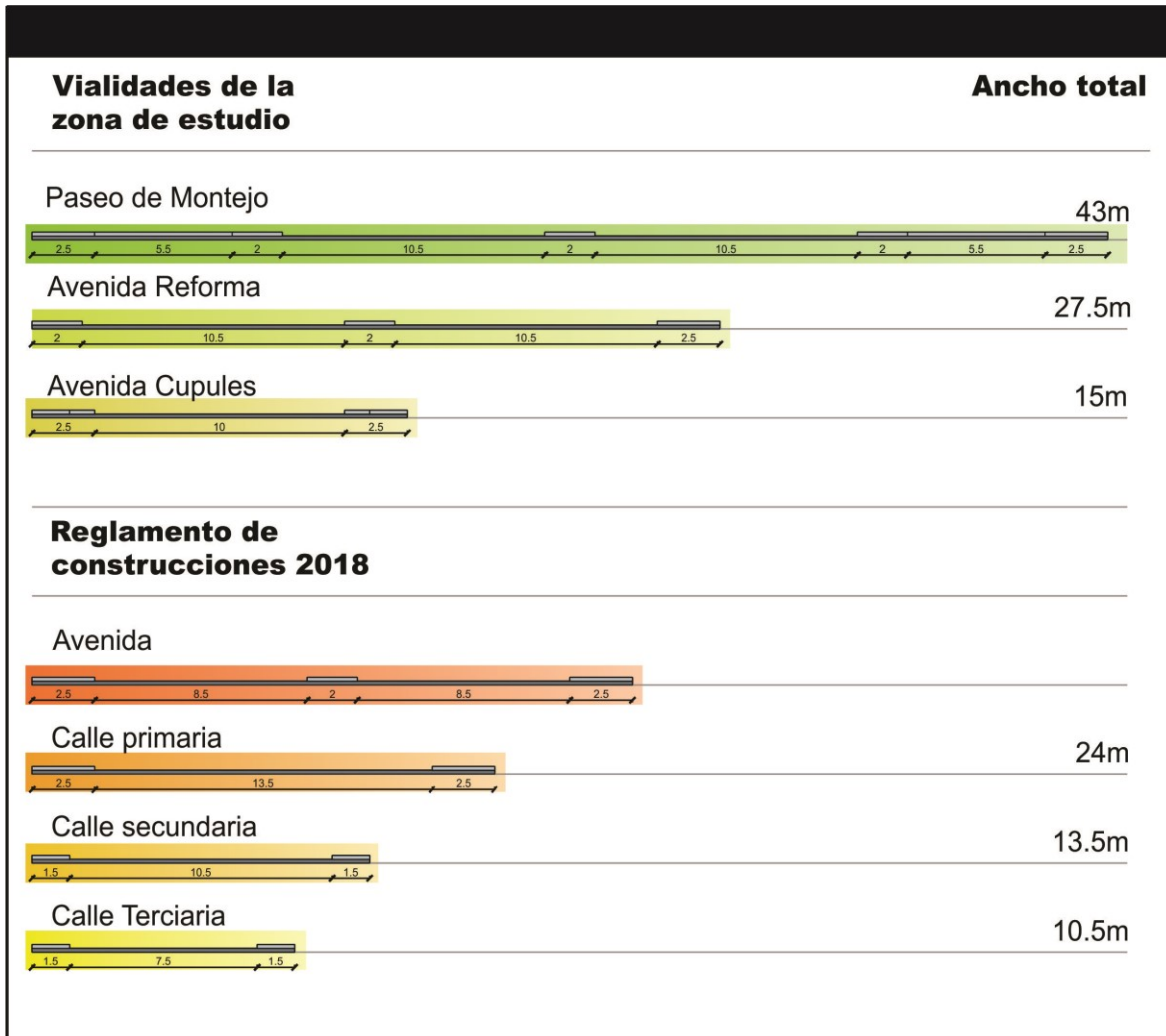 Vialidades de la
zona de estudio
Ancho total
Paseo de Montejo
43m
2.5 5.5 2 10.5 2 10.5 2 5.5 2.5
Avenida Reforma
27.5m
2 10.5 2 10.5 2.5
Avenida Cupules
15m
2.5 10 2.5
Reglamento de
construcciones 2018
Avenida
2.5 8.5 2 8.5 2.5
Calle primaria
24m
2.5 13.5 2.5
Calle secundaria
13.5m
1.5 10.5 1.5
Calle Terciaria
10.5m
1.5 7.5 1.5